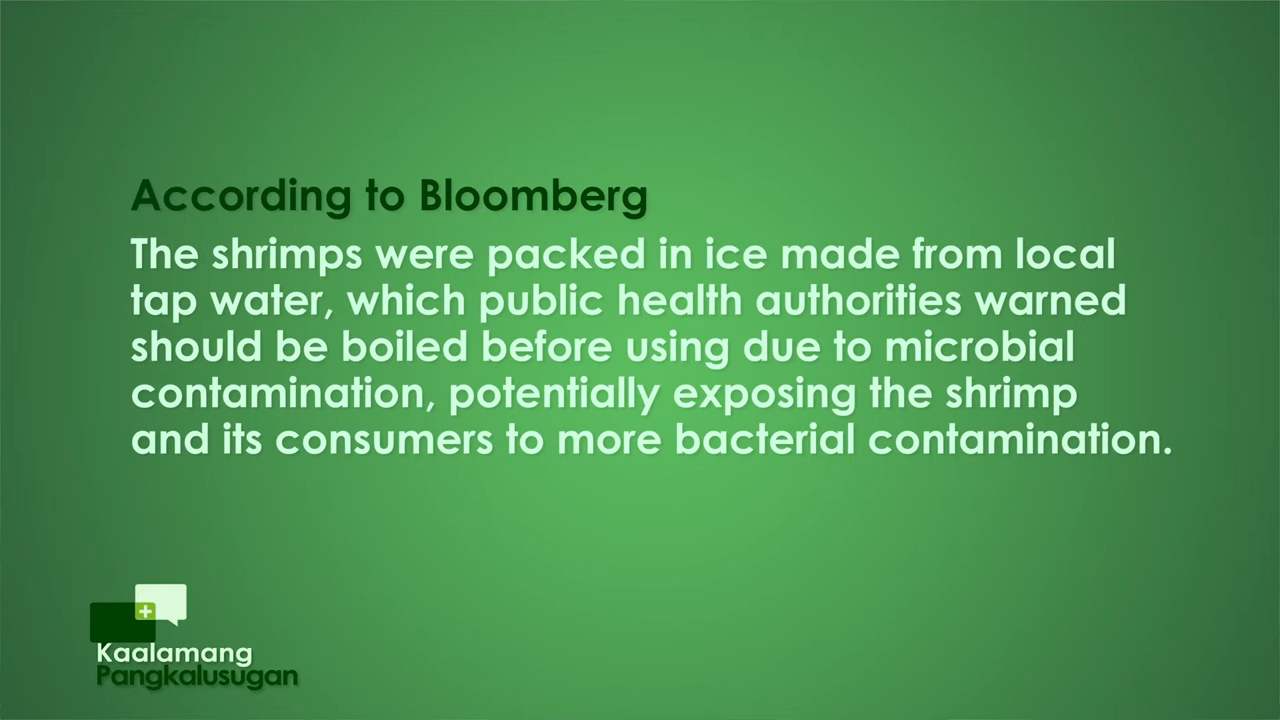 According to Bloomberg
The shrimps were packed in ice made from local
tap water, which public health authorities warned
should be boiled before using due to microbial
contamination, potentially exposing the shrimp
and its consumers to more bacterial contamination.
Kaalamang
Pangkalusugan